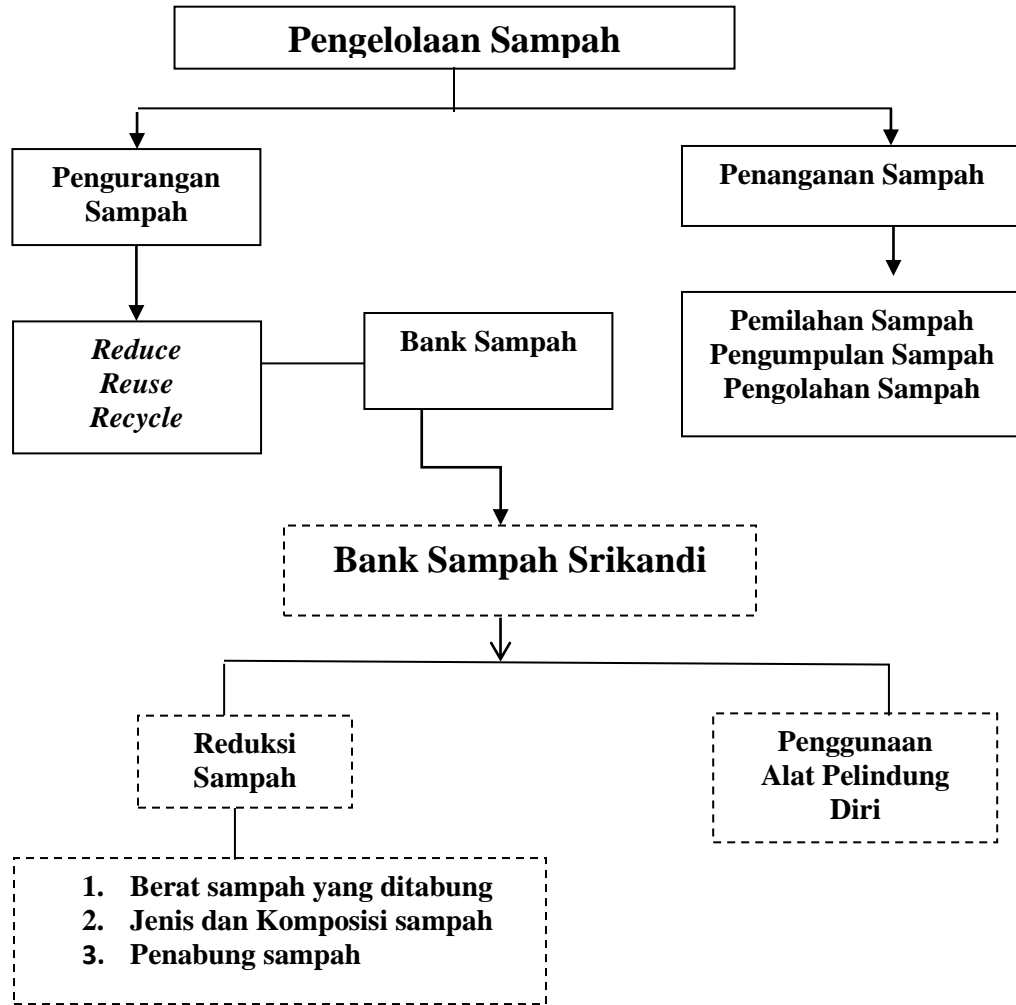 Pengelolaan Sampah
Pengurangan
Sampah
Penanganan Sampah
Reduce
Reuse
Recycle
Bank Sampah
Pemilahan Sampah
Pengumpulan Sampah
Pengolahan Sampah
Bank Sampah Srikandi
Reduksi
Sampah
Penggunaan
Alat Pelindung
Diri
1. Berat sampah yang ditabung
2. Jenis dan Komposisi sampah
3. Penabung sampah